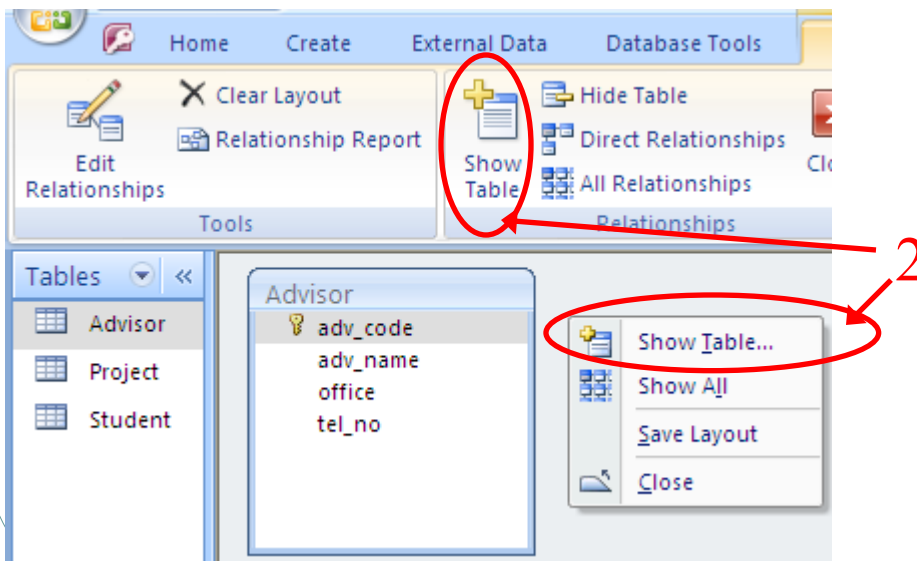 Home Create External Data Database Tools
Clear Layout
Relationship Report
Edit
Relationships
Tools
Show
Table
Hide Table
Direct Relationships
All Relationships
Relationships
Tables
Advisor
Project
Student
Advisor
adv_code
adv_name
office
tel_no
Show Table...
Show All
Save Layout
Close
2